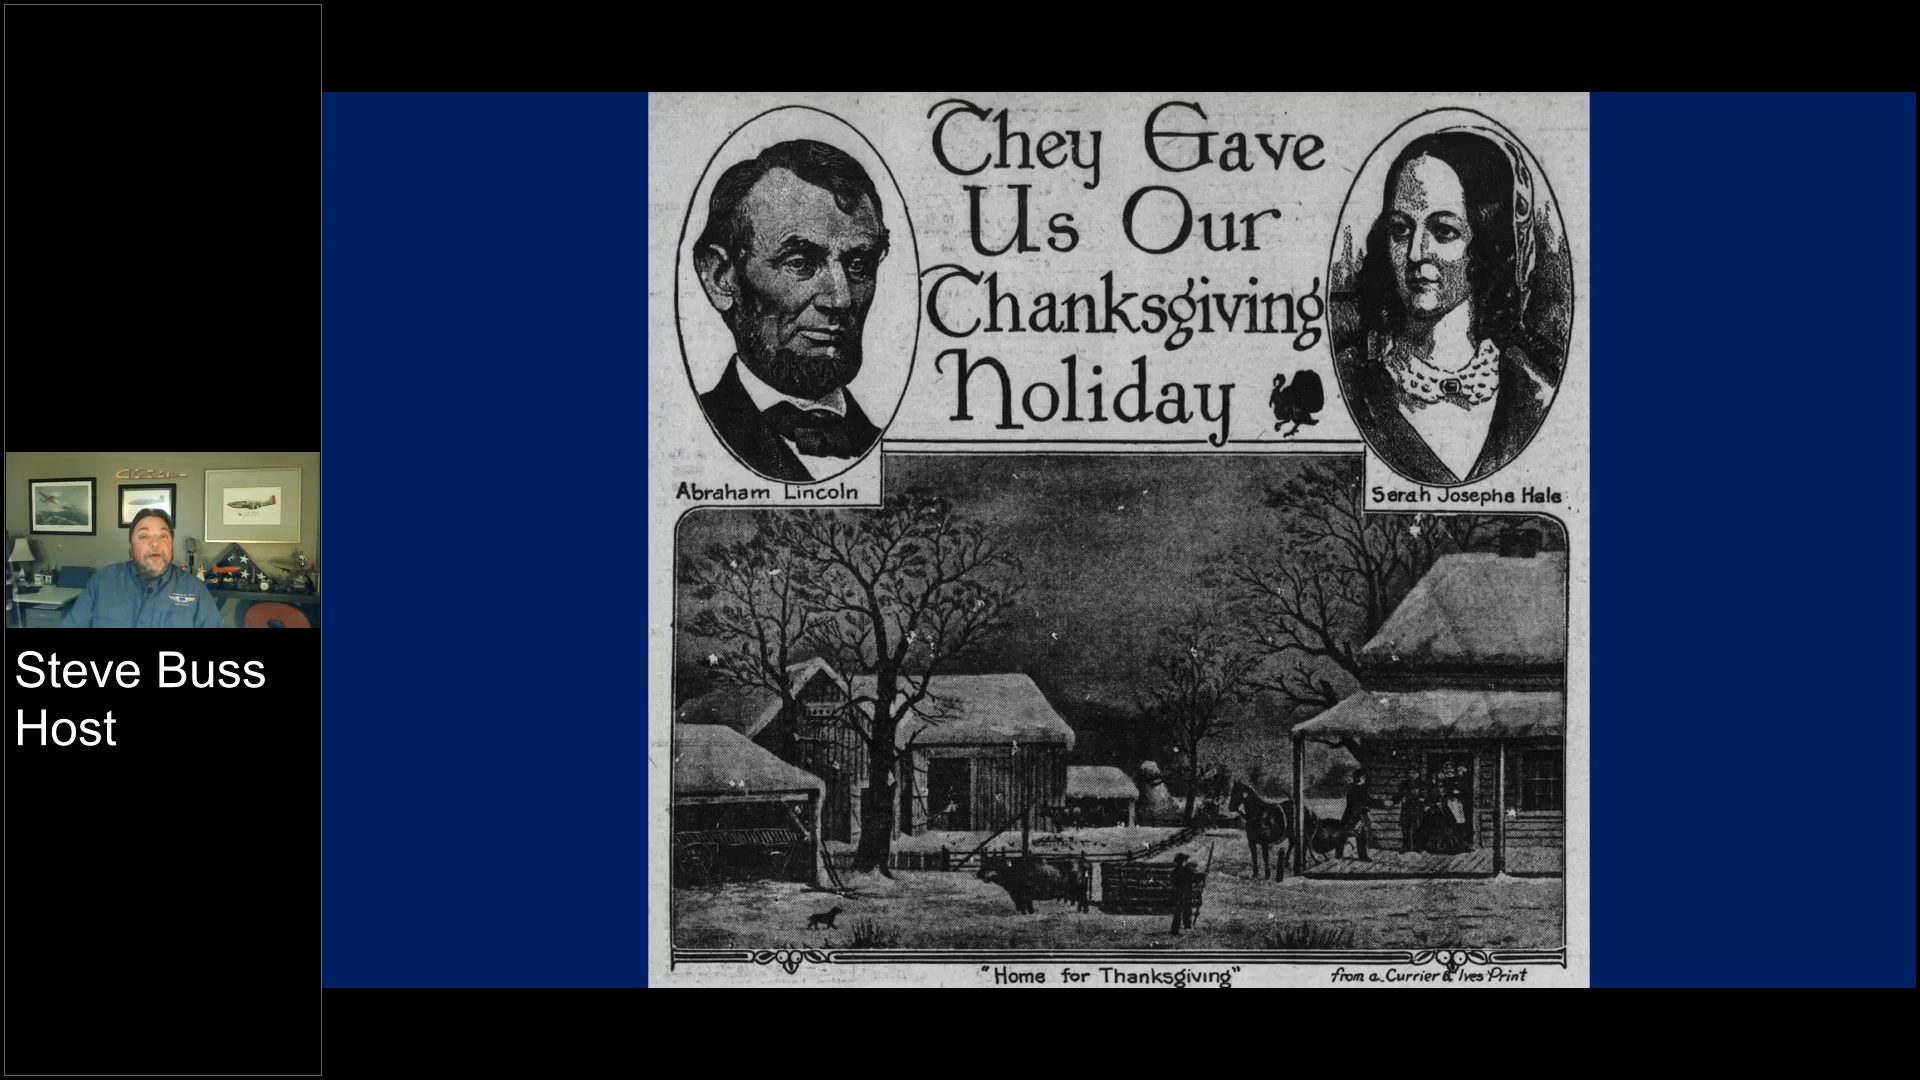 They Gave
Us Our
Thanksgiving
Holiday
Abraham Lincoln
Sarah Josepha Hale
"Home for Thanksgiving"
from a Currier & Ives Print
Steve Buss
Host